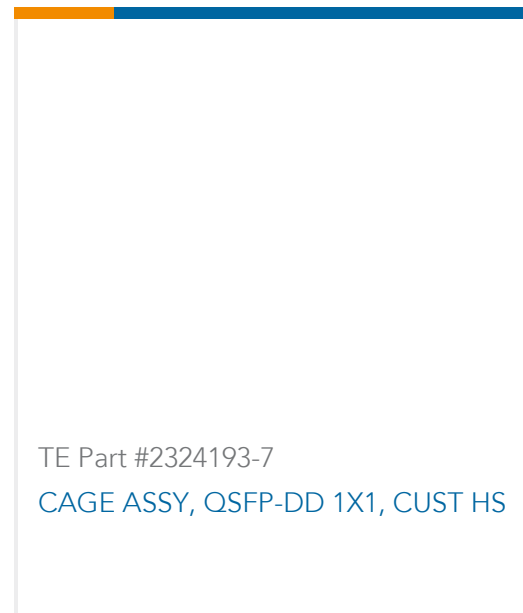 TE Part #2324193-7
CAGE ASSY, QSFP-DD 1X1, CUST HS